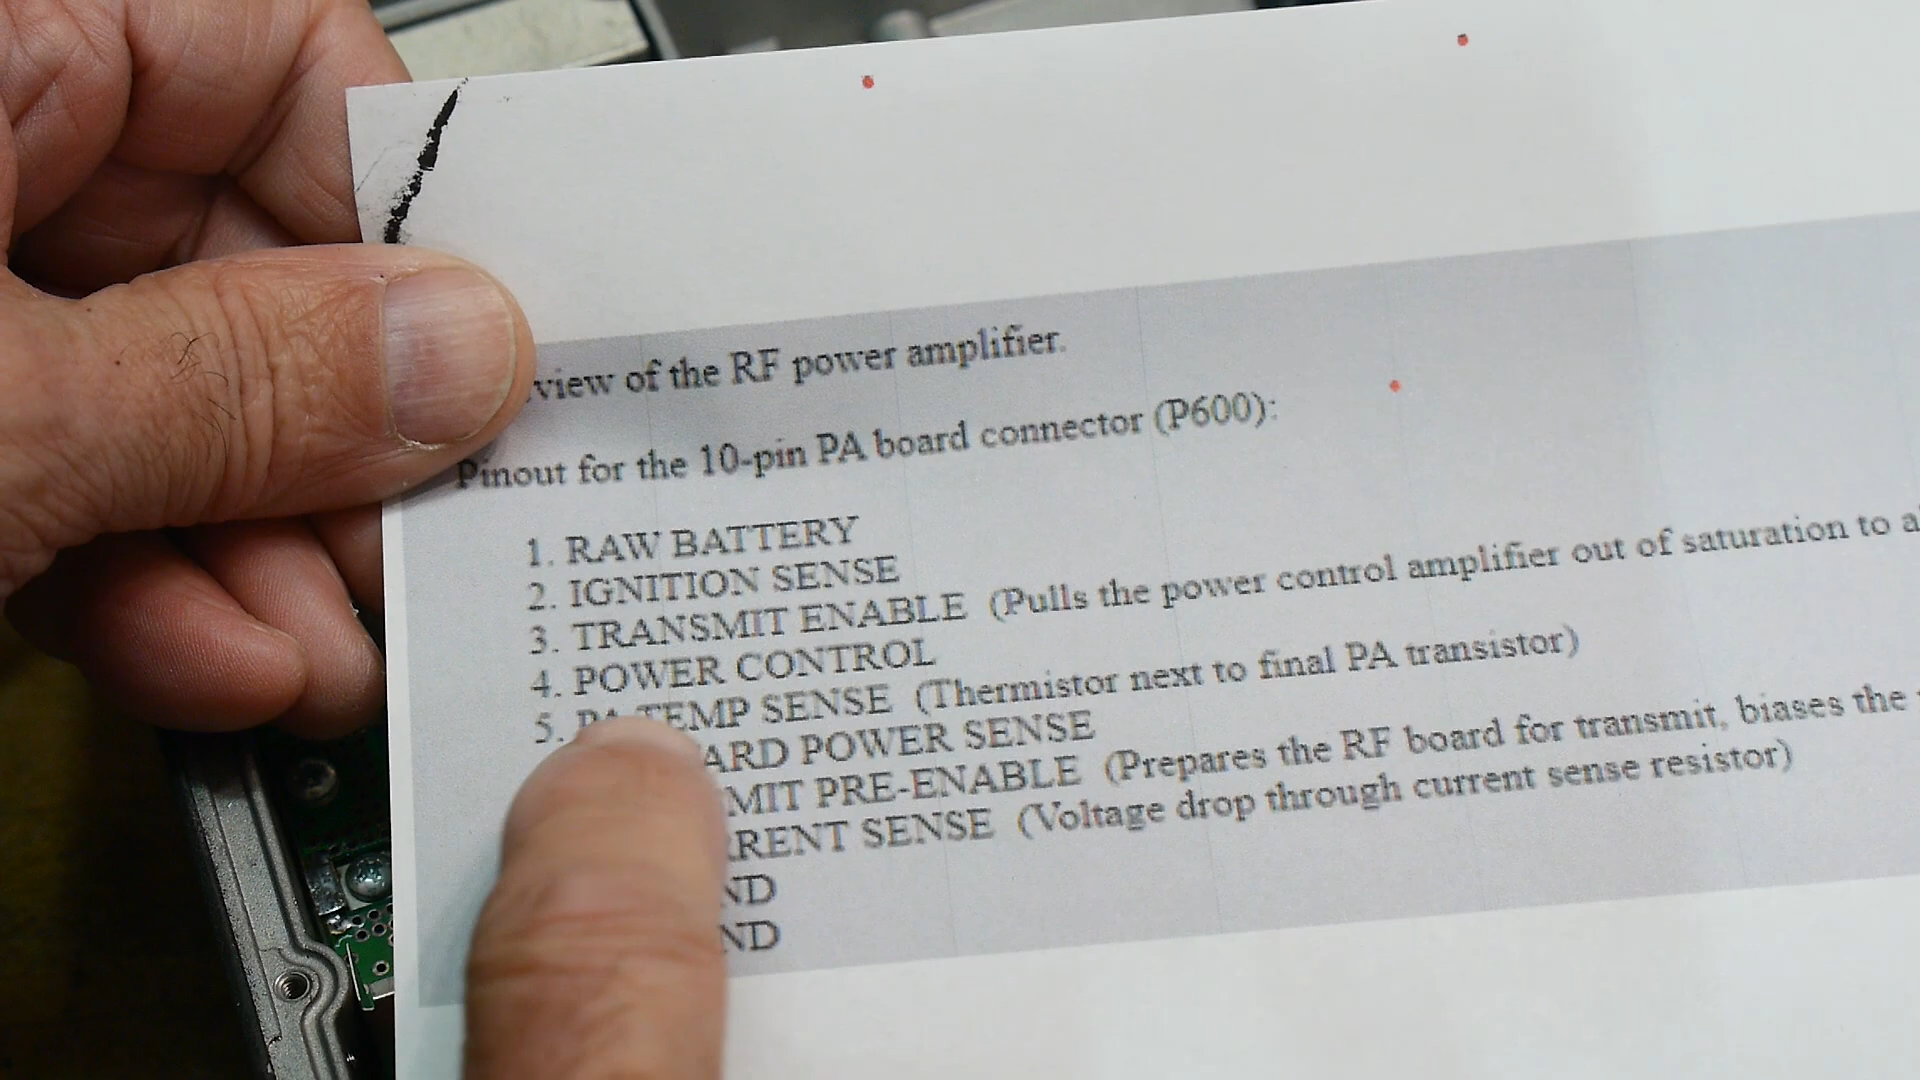 view of the RF power amplifier.
Pinout for the 10-pin PA board connector (P600):
1. RAW BATTERY
2. IGNITION SENSE
3. TRANSMIT ENABLE (Pulls the power control amplifier out of saturation to
4. POWER CONTROL
5. PA TEMP SENSE (Thermistor next to final PA transistor)
ARD POWER SENSE
MIT PRE-ENABLE (Prepares the RF board for transmit, biases the
RENT SENSE (Voltage drop through current sense resistor)
ND
ND